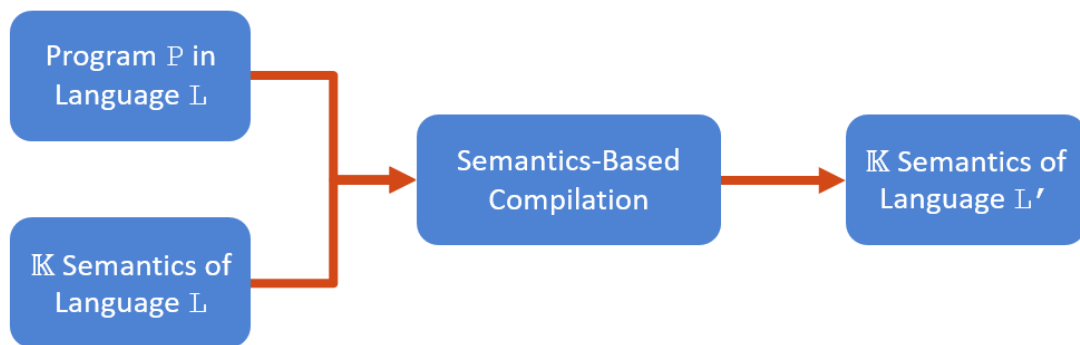 Program P in
Language L
𝕂 Semantics of
Language L
Semantics-Based
Compilation
𝕂 Semantics of
Language L’